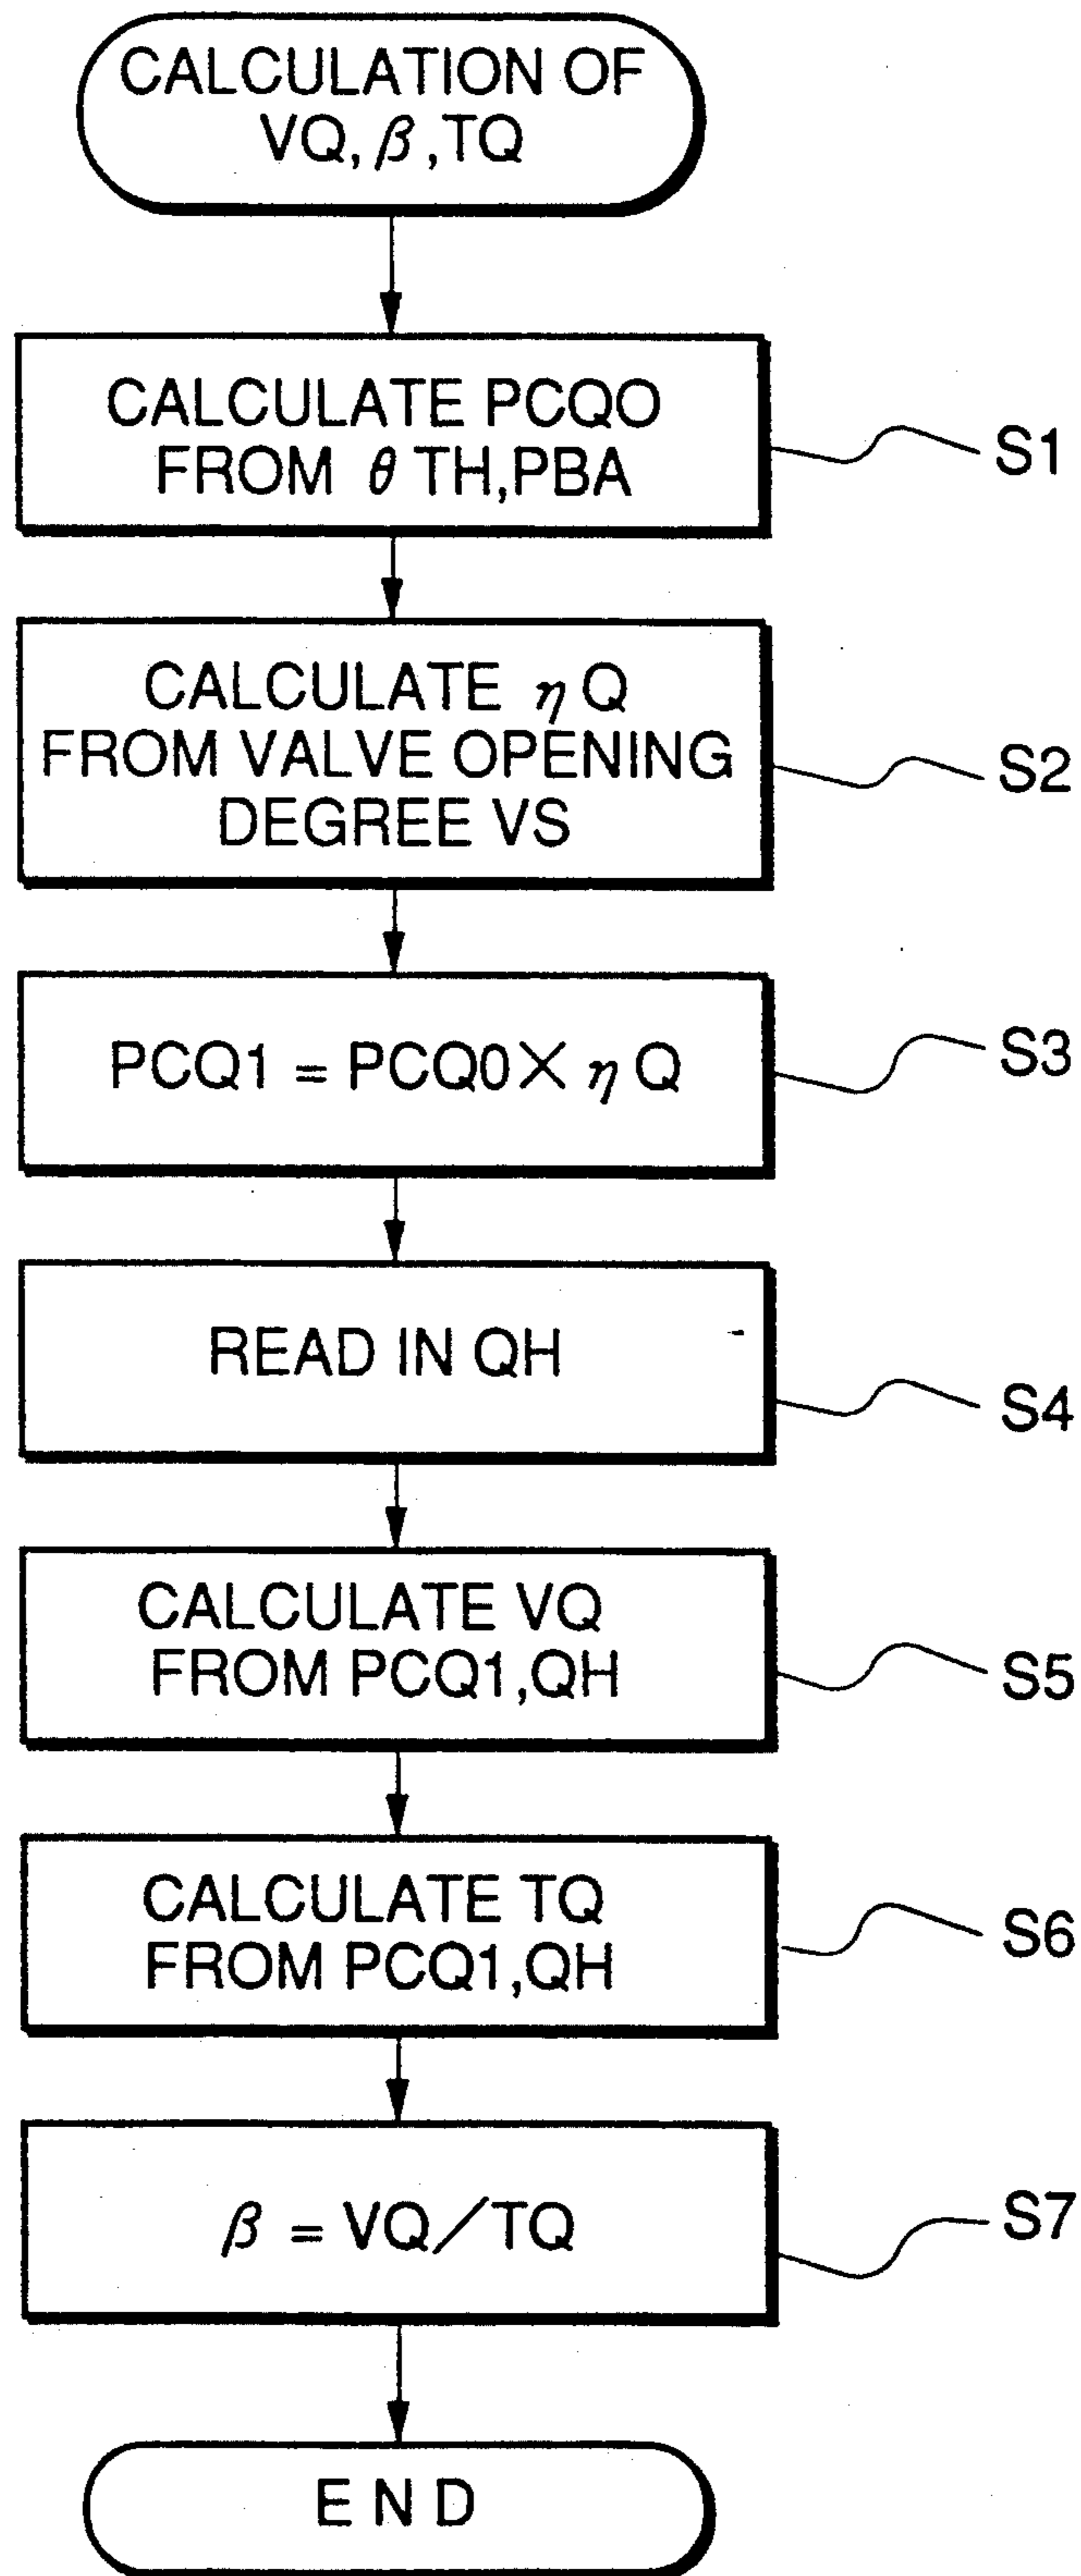 CALCULATION OF
VQ, β, TQ
CALCULATE PCQO
FROM θ TH,PBA
S1
CALCULATE η Q
FROM VALVE OPENING
DEGREE VS
S2
PCQ1 = PCQ0 × η Q
S3
READ IN QH
S4
CALCULATE VQ
FROM PCQ1,QH
S5
CALCULATE TQ
FROM PCQ1,QH
S6
β = VQ/TQ
S7
END